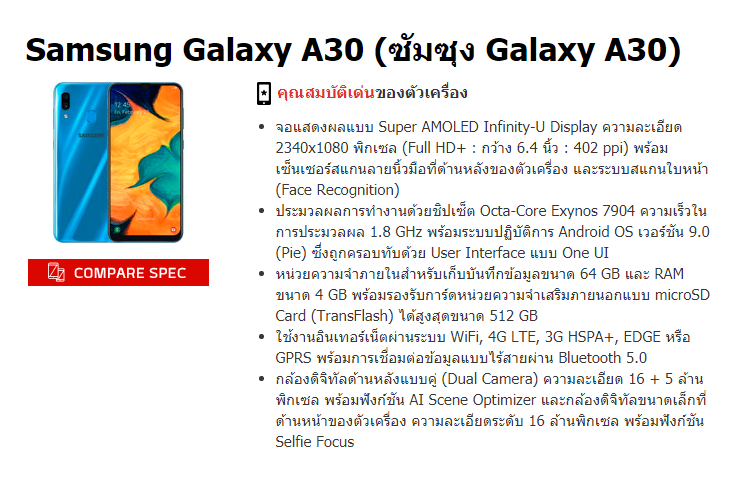 Samsung Galaxy A30 (ซัมซุง Galaxy A30)
SAMSUNG
12:45
COMPARE SPEC
คุณสมบัติเด่นของตัวเครื่อง
จอแสดงผลแบบ Super AMOLED Infinity-U Display ความละเอียด
2340x1080 พิกเซล (Full HD+ : กว้าง 6.4 นิ้ว : 402 ppi) พร้อม
เซ็นเซอร์สแกนลายนิ้วมือที่ด้านหลังของตัวเครื่อง และระบบสแกนใบหน้า
(Face Recognition)
ประมวลผลการทำงานด้วยชิปเซ็ต Octa-Core Exynos 7904 ความเร็วใน
การประมวลผล 1.8 GHz พร้อมระบบปฏิบัติการ Android OS เวอร์ชัน 9.0
(Pie) ซึ่งถูกครอบทับด้วย User Interface แบบ One UI
หน่วยความจำภายในสำหรับเก็บบันทึกข้อมูลขนาด 64 GB และ RAM
ขนาด 4 GB พร้อมรองรับการ์ดหน่วยความจำเสริมภายนอกแบบ microSD
Card (TransFlash) ได้สูงสุดขนาด 512 GB
ใช้งานอินเทอร์เน็ตผ่านระบบ WiFi, 4G LTE, 3G HSPA+, EDGE หรือ
GPRS พร้อมการเชื่อมต่อข้อมูลแบบไร้สายผ่าน Bluetooth 5.0
กล้องดิจิทัลด้านหลังแบบคู่ (Dual Camera) ความละเอียด 16 + 5 ล้าน
พิกเซล พร้อมฟังก์ชัน AI Scene Optimizer และกล้องดิจิทัลขนาดเล็กที่
ด้านหน้าของตัวเครื่อง ความละเอียดระดับ 16 ล้านพิกเซล พร้อมฟังก์ชัน
Selfie Focus